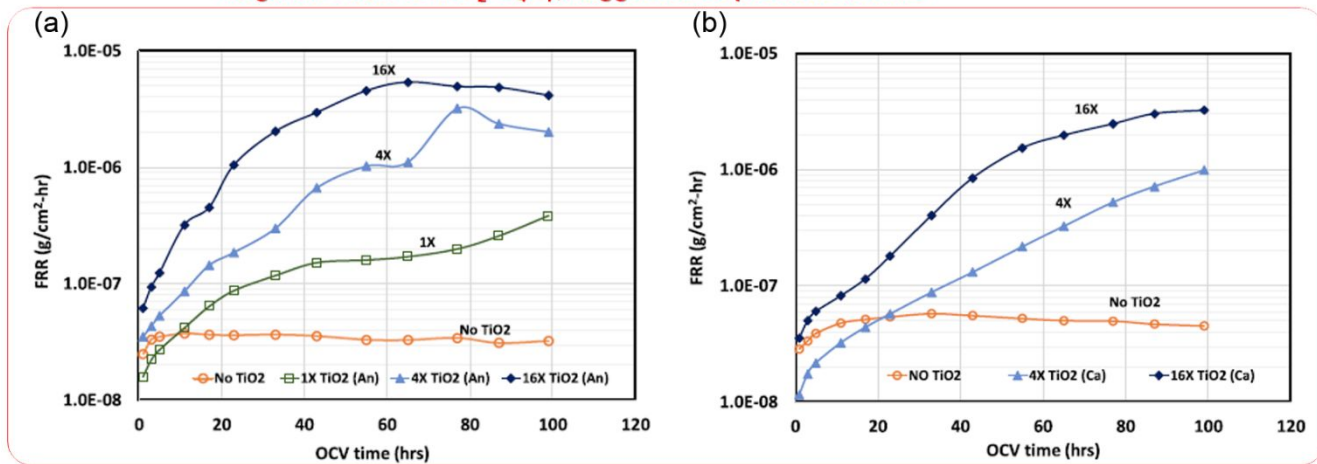 (a)
(b)
1.0E-05
1.0E-06
1.0E-07
1.0E-08
FRR (g/cm²-hr)
16X
4X
1X
No TiO2
No TiO2
1X TiO2 (An)
4X TiO2 (An)
16X TiO2 (An)
0 20 40 60 80 100 120
OCV time (hrs)
1.0E-05
1.0E-06
1.0E-07
1.0E-08
FRR (g/cm²-hr)
16X
4X
No TiO2
NO TiO2
4X TiO2 (Ca)
16X TiO2 (Ca)
0 20 40 60 80 100 120
OCV time (hrs)